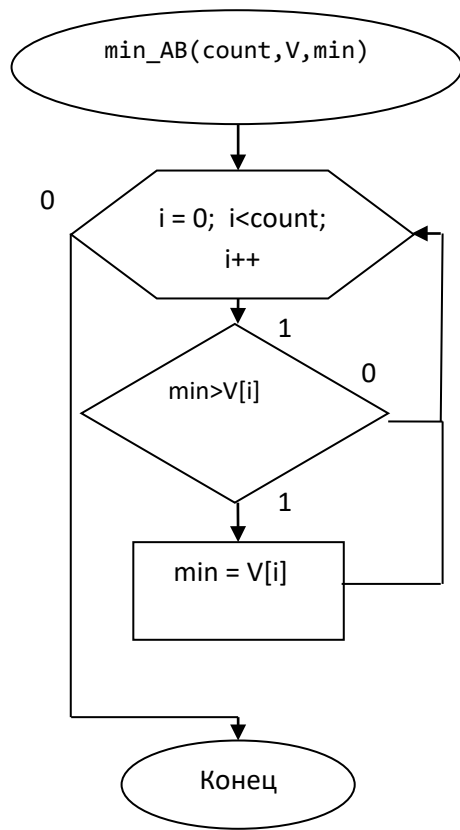 min_AB(count,V,min)
0
i = 0;  i<count;
i++
1
0
min>V[i]
1
min = V[i]
Конец